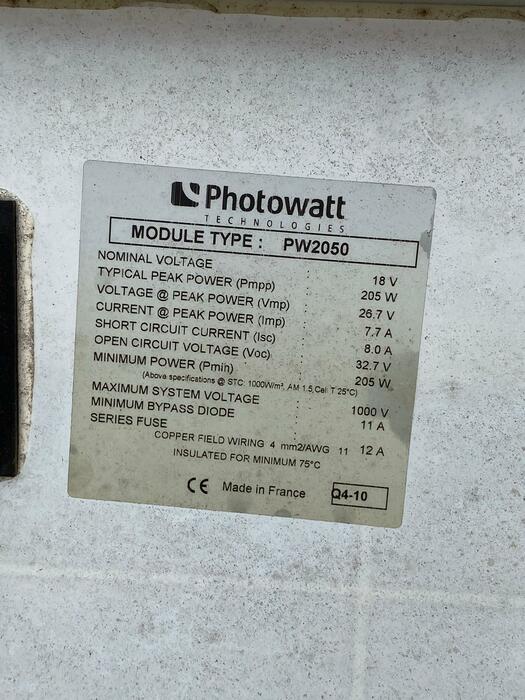 Photowatt
TECHNOLOGIES
MODULE TYPE : PW2050
NOMINAL VOLTAGE : 18 V
TYPICAL PEAK POWER (Pmpp) : 205 W
VOLTAGE @ PEAK POWER (Vmp) : 26.7 V
CURRENT @ PEAK POWER (Imp) : 7.7 A
SHORT CIRCUIT CURRENT (Isc) : 8.0 A
OPEN CIRCUIT VOLTAGE (Voc) : 32.7 V
MINIMUM POWER (Pmin) : 205 W
(Above specifications @ STC: 1000W/m², AM 1.5,Cell T 25°C)
MAXIMUM SYSTEM VOLTAGE : 1000 V
MINIMUM BYPASS DIODE : 11 A
SERIES FUSE : 12 A
COPPER FIELD WIRING 4 mm2/AWG 11
INSULATED FOR MINIMUM 75°C
CE Made in France Q4-10